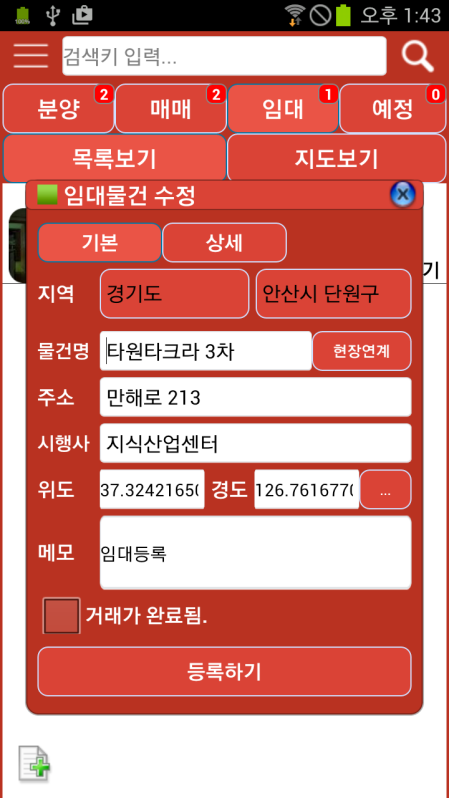 오후 1:43
검색키 입력...
분양 2 매매 2 임대 1 예정 0
목록보기 지도보기
임대물건 수정
기본 상세
기
지역 경기도 안산시 단원구
물건명 타원타크라 3차 현장연계
주소 만해로 213
시행사 지식산업센터
위도 37.32421650 경도 126.7616770 ...
메모 임대등록
거래가 완료됨.
등록하기